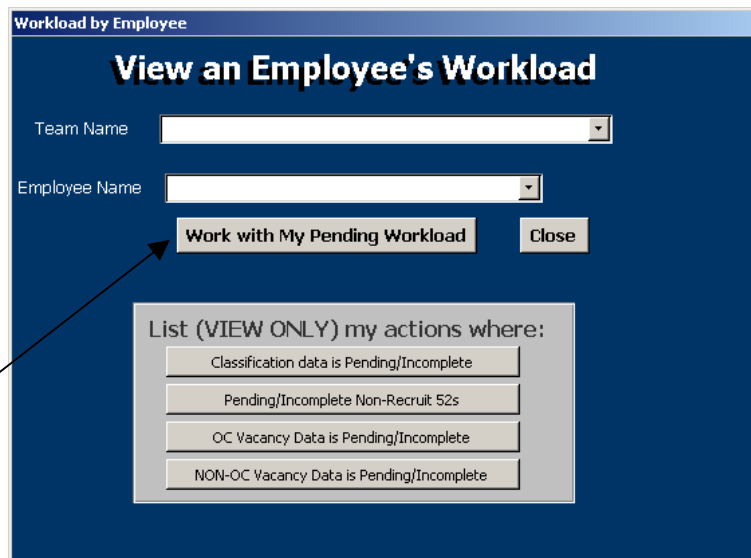 Workload by Employee
View an Employee's Workload
Team Name
Employee Name
Work with My Pending Workload Close
List (VIEW ONLY) my actions where:
Classification data is Pending/Incomplete
Pending/Incomplete Non-Recruit 52s
OC Vacancy Data is Pending/Incomplete
NON-OC Vacancy Data is Pending/Incomplete